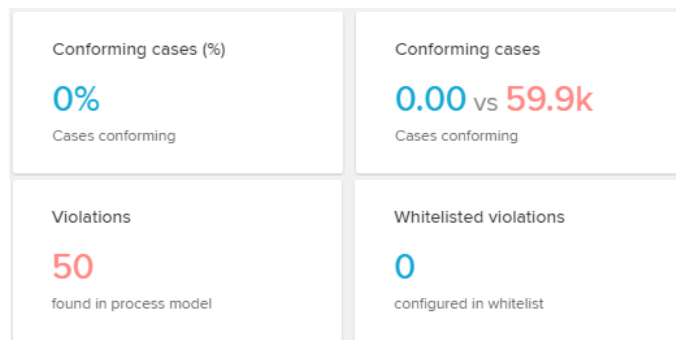 Conforming cases (%)
0%
Cases conforming
Conforming cases
0.00 vs 59.9k
Cases conforming
Violations
50
found in process model
Whitelisted violations
0
configured in whitelist